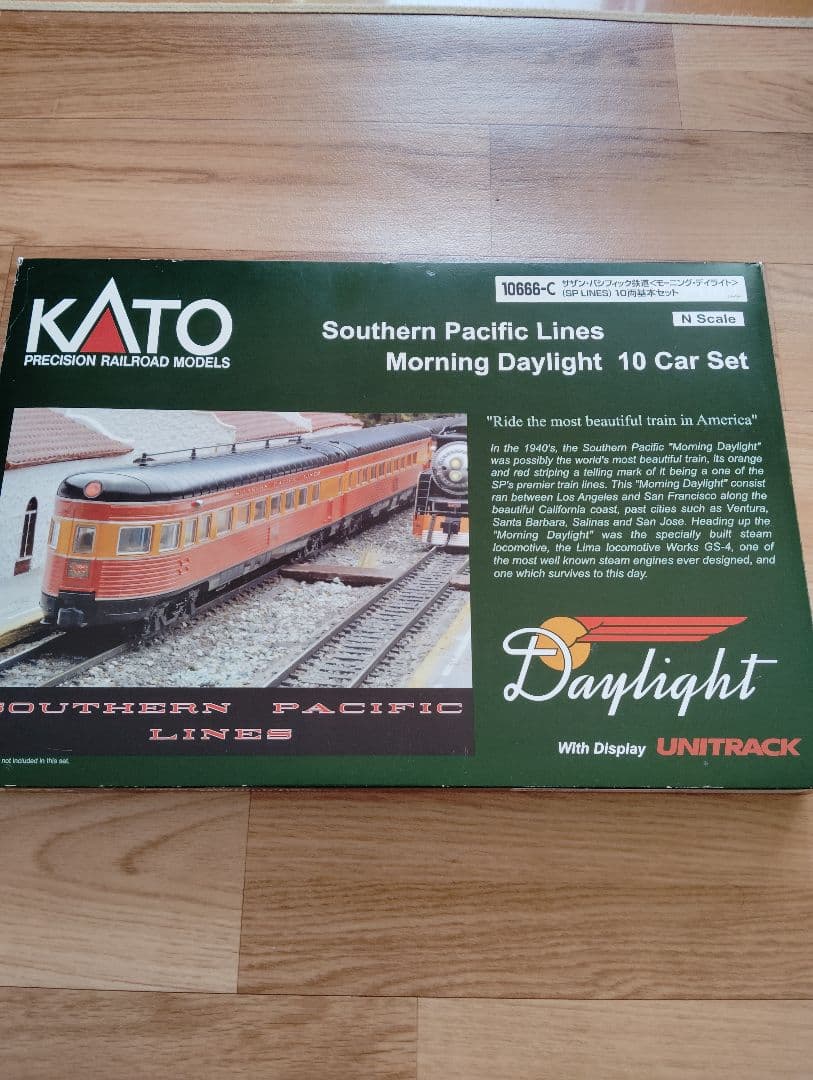 KATO
PRECISION RAILROAD MODELS
10666-C サザン・パシフィック鉄道<モーニング・デイライト>
(SP LINES) 10両基本セット
N Scale
Southern Pacific Lines
Morning Daylight 10 Car Set
"Ride the most beautiful train in America"
In the 1940's, the Southern Pacific "Morning Daylight"
was possibly the world's most beautiful train, its orange
and red striping a telling mark of it being a one of the
SP's premier train lines. This "Morning Daylight" consist
ran between Los Angeles and San Francisco along the
beautiful California coast, past cities such as Ventura,
Santa Barbara, Salinas and San Jose. Heading up the
"Morning Daylight" was the specially built steam
locomotive, the Lima locomotive Works GS-4, one of
the most well known steam engines ever designed, and
one which survives to this day.
Daylight
SOUTHERN PACIFIC
LINES
With Display UNITRACK
not included in this set.